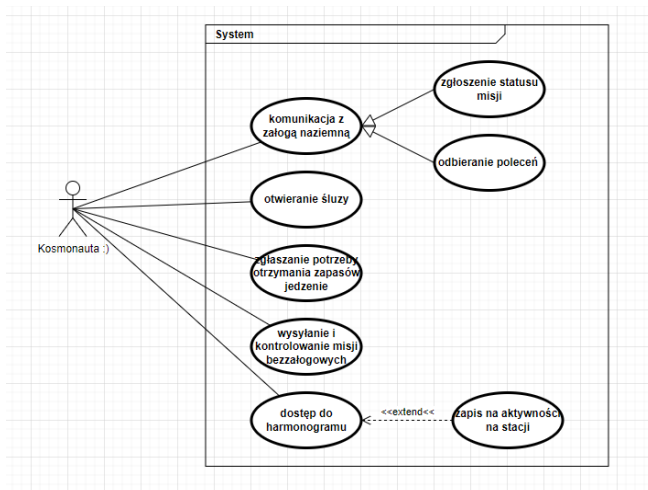 System
zgłoszenie statusu
misji
komunikacja z
załogą naziemną
odbieranie poleceń
otwieranie śluzy
Kosmonauta :)
zgłaszanie potrzeby
otrzymania zapasów
jedzenie
wysyłanie i
kontrolowanie misji
bezzałogowych
dostęp do
harmonogramu
<<extend<<
zapis na aktywności
na stacji